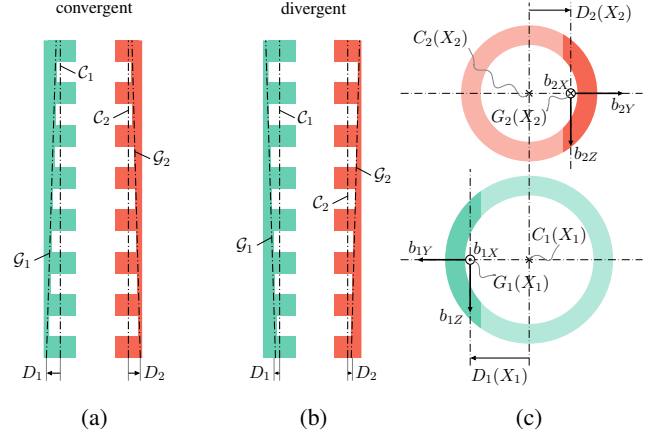 convergent
𝒞₁
𝒞₂
𝒢₂
𝒢₁
D₁
D₂
(a)
divergent
𝒞₁
𝒢₂
𝒞₂
𝒢₁
D₁
D₂
(b)
D₂(X₂)
C₂(X₂)
b₂X
G₂(X₂)
b₂Y
b₂Z
C₁(X₁)
b₁Y
b₁X
G₁(X₁)
b₁Z
D₁(X₁)
(c)